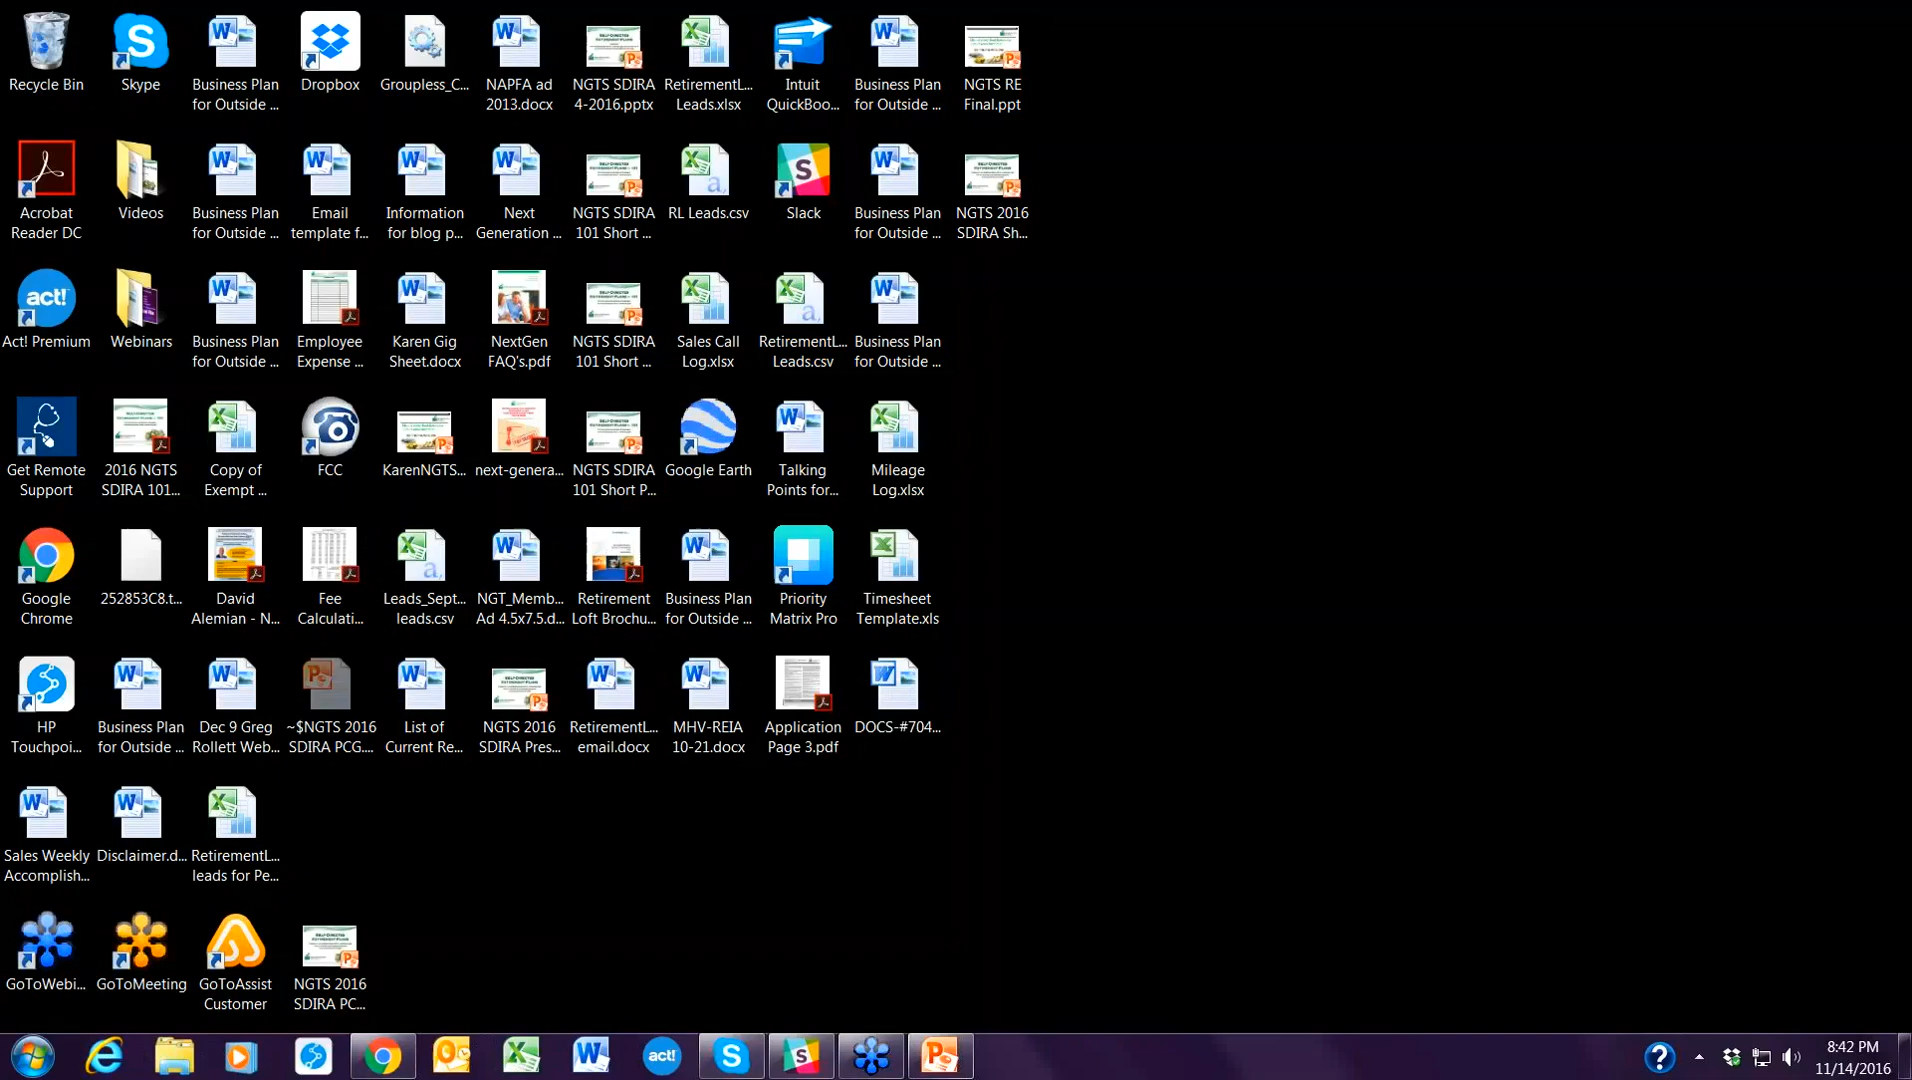 Recycle Bin
Skype
Business Plan
for Outside ...
Dropbox
Groupless_C...
NAPFA ad
2013.docx
NGTS SDIRA
4-2016.pptx
RetirementL...
Leads.xlsx
Intuit
QuickBoo...
Business Plan
for Outside ...
NGTS RE
Final.ppt
Acrobat
Reader DC
Videos
Business Plan
for Outside ...
Email
template f...
Information
for blog p...
Next
Generation ...
NGTS SDIRA
101 Short ...
RL Leads.csv
Slack
Business Plan
for Outside ...
NGTS 2016
SDIRA Sh...
act!
Act! Premium
Webinars
Business Plan
for Outside ...
Employee
Expense ...
Karen Gig
Sheet.docx
NextGen
FAQ's.pdf
NGTS SDIRA
101 Short ...
Sales Call
Log.xlsx
RetirementL...
Leads.csv
Business Plan
for Outside ...
Get Remote
Support
2016 NGTS
SDIRA 101...
Copy of
Exempt ...
FCC
KarenNGTS...
next-genera...
NGTS SDIRA
101 Short P...
Google Earth
Talking
Points for...
Mileage
Log.xlsx
Google
Chrome
252853C8.t...
David
Alemian - N...
Fee
Calculati...
Leads_Sept...
leads.csv
NGT_Memb...
Ad 4.5x7.5.d...
Retirement
Loft Brochu...
Business Plan
for Outside ...
Priority
Matrix Pro
Timesheet
Template.xls
HP
Touchpoi...
Business Plan
for Outside ...
Dec 9 Greg
Rollett Web...
~$NGTS 2016
SDIRA PCG....
List of
Current Re...
NGTS 2016
SDIRA Pres...
RetirementL...
email.docx
MHV-REIA
10-21.docx
Application
Page 3.pdf
DOCS-#704...
Sales Weekly
Accomplish...
Disclaimer.d...
RetirementL...
leads for Pe...
GoToWebi...
GoToMeeting
GoToAssist
Customer
NGTS 2016
SDIRA PC...
act!
8:42 PM
11/14/2016